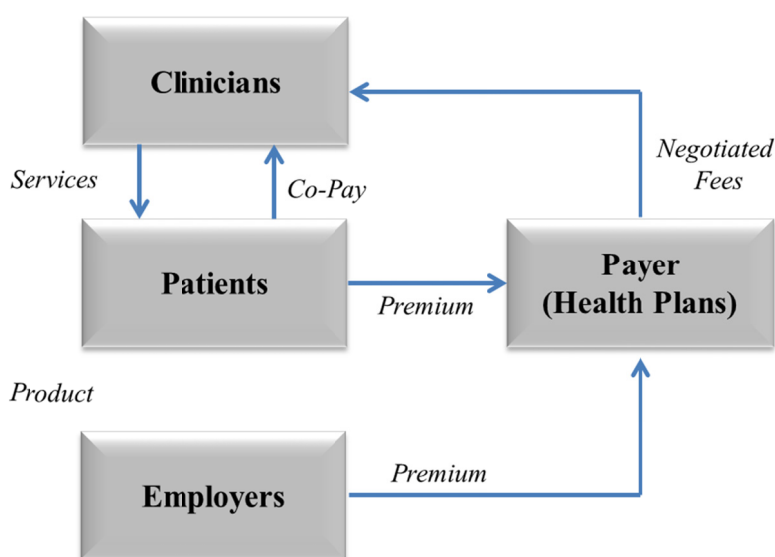 Clinicians
Services
Co-Pay
Negotiated
Fees
Patients
Premium
Payer
(Health Plans)
Product
Employers
Premium